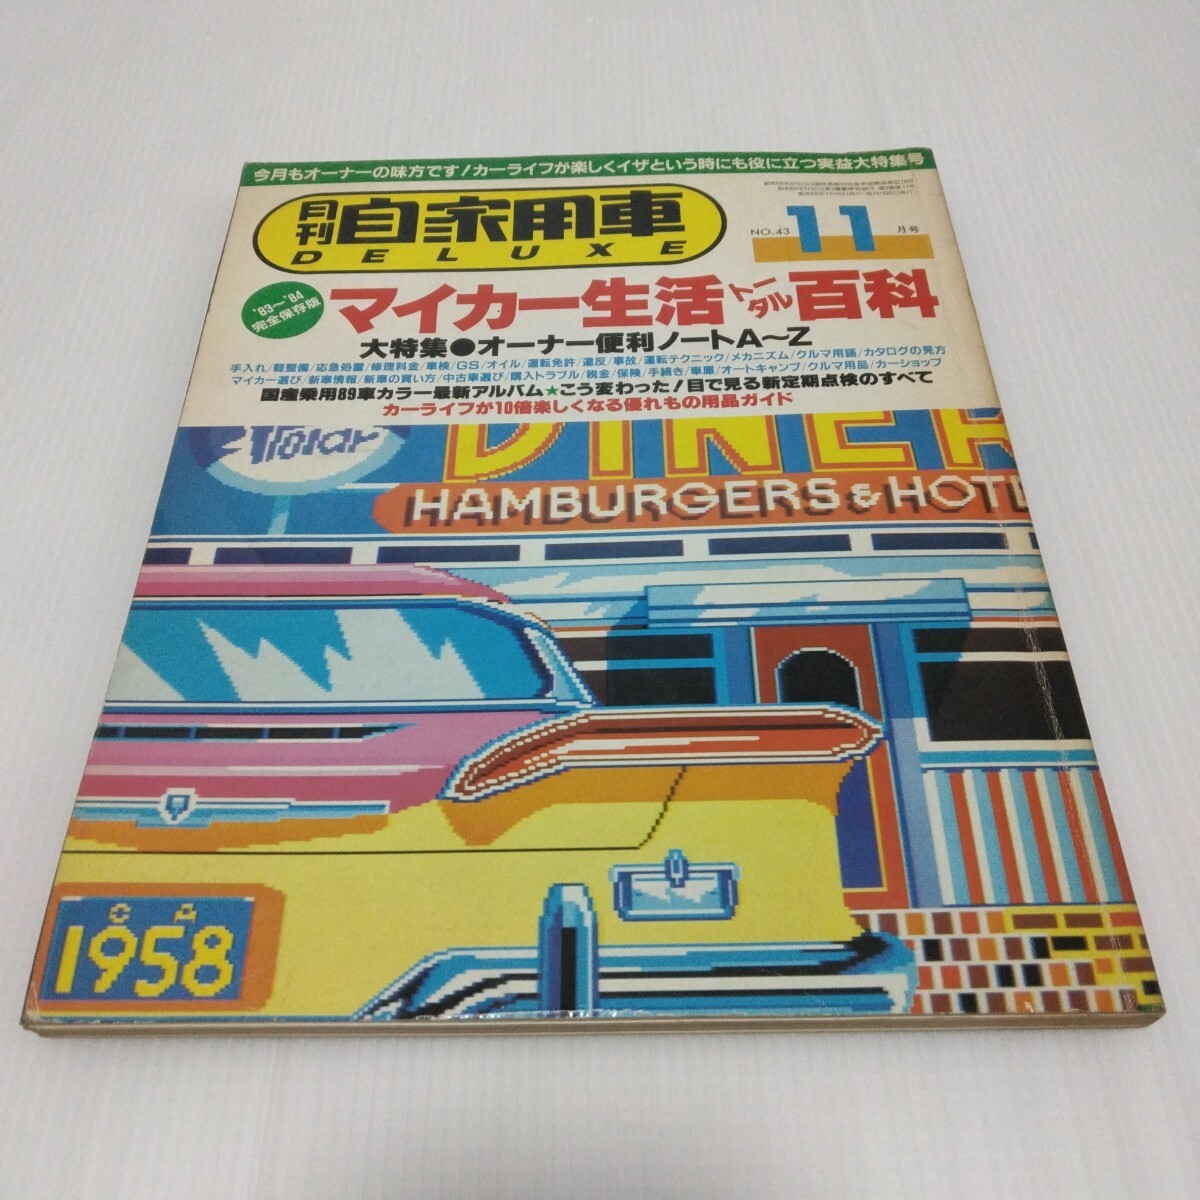 今月もオーナーの味方です！カーライフが楽しくイザという時にも役に立つ実益大特集号
月刊 自家用車
DELUXE
NO.43 11月号
'83～'84
完全保存版
マイカー生活トータル百科
大特集●オーナー便利ノートA～Z
手入れ/軽整備/応急処置/修理料金/車検/GS/オイル/運転免許/違反/事故/運転テクニック/メカニズム/クルマ用語/カタログの見方
マイカー選び/新車情報/新車の買い方/中古車選び/購入トラブル/税金/保険/手続き/車庫/オートキャンプ/クルマ用品/カーショップ
国産乗用89車カラー最新アルバム★こう変わった！目で見る新定期点検のすべて
カーライフが10倍楽しくなる優れもの用品ガイド
DINER
HAMBURGERS & HOT
CA
1958